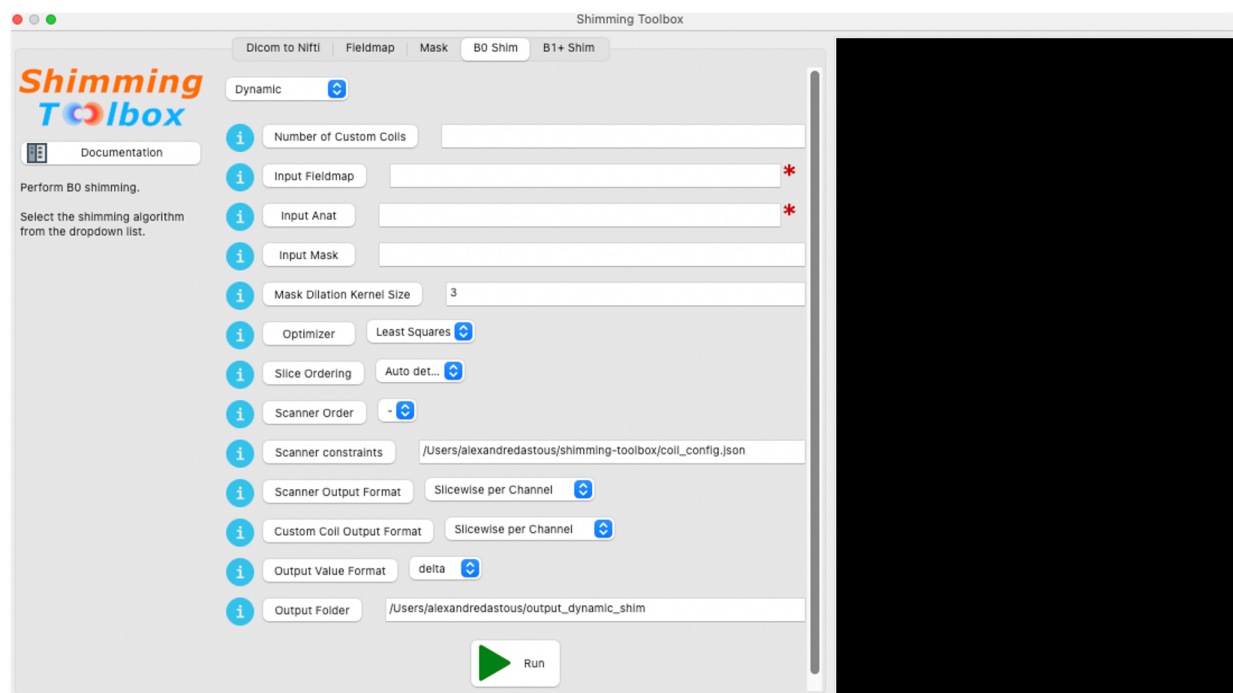 Shimming Toolbox
Dicom to Nifti
Fieldmap
Mask
B0 Shim
B1+ Shim
Shimming
Toolbox
Documentation
Perform B0 shimming.
Select the shimming algorithm
from the dropdown list.
Dynamic
i Number of Custom Coils
i Input Fieldmap *
i Input Anat *
i Input Mask
i Mask Dilation Kernel Size 3
i Optimizer Least Squares
i Slice Ordering Auto det...
i Scanner Order -
i Scanner constraints /Users/alexandredastous/shimming-toolbox/coil_config.json
i Scanner Output Format Slicewise per Channel
i Custom Coil Output Format Slicewise per Channel
i Output Value Format delta
i Output Folder /Users/alexandredastous/output_dynamic_shim
Run